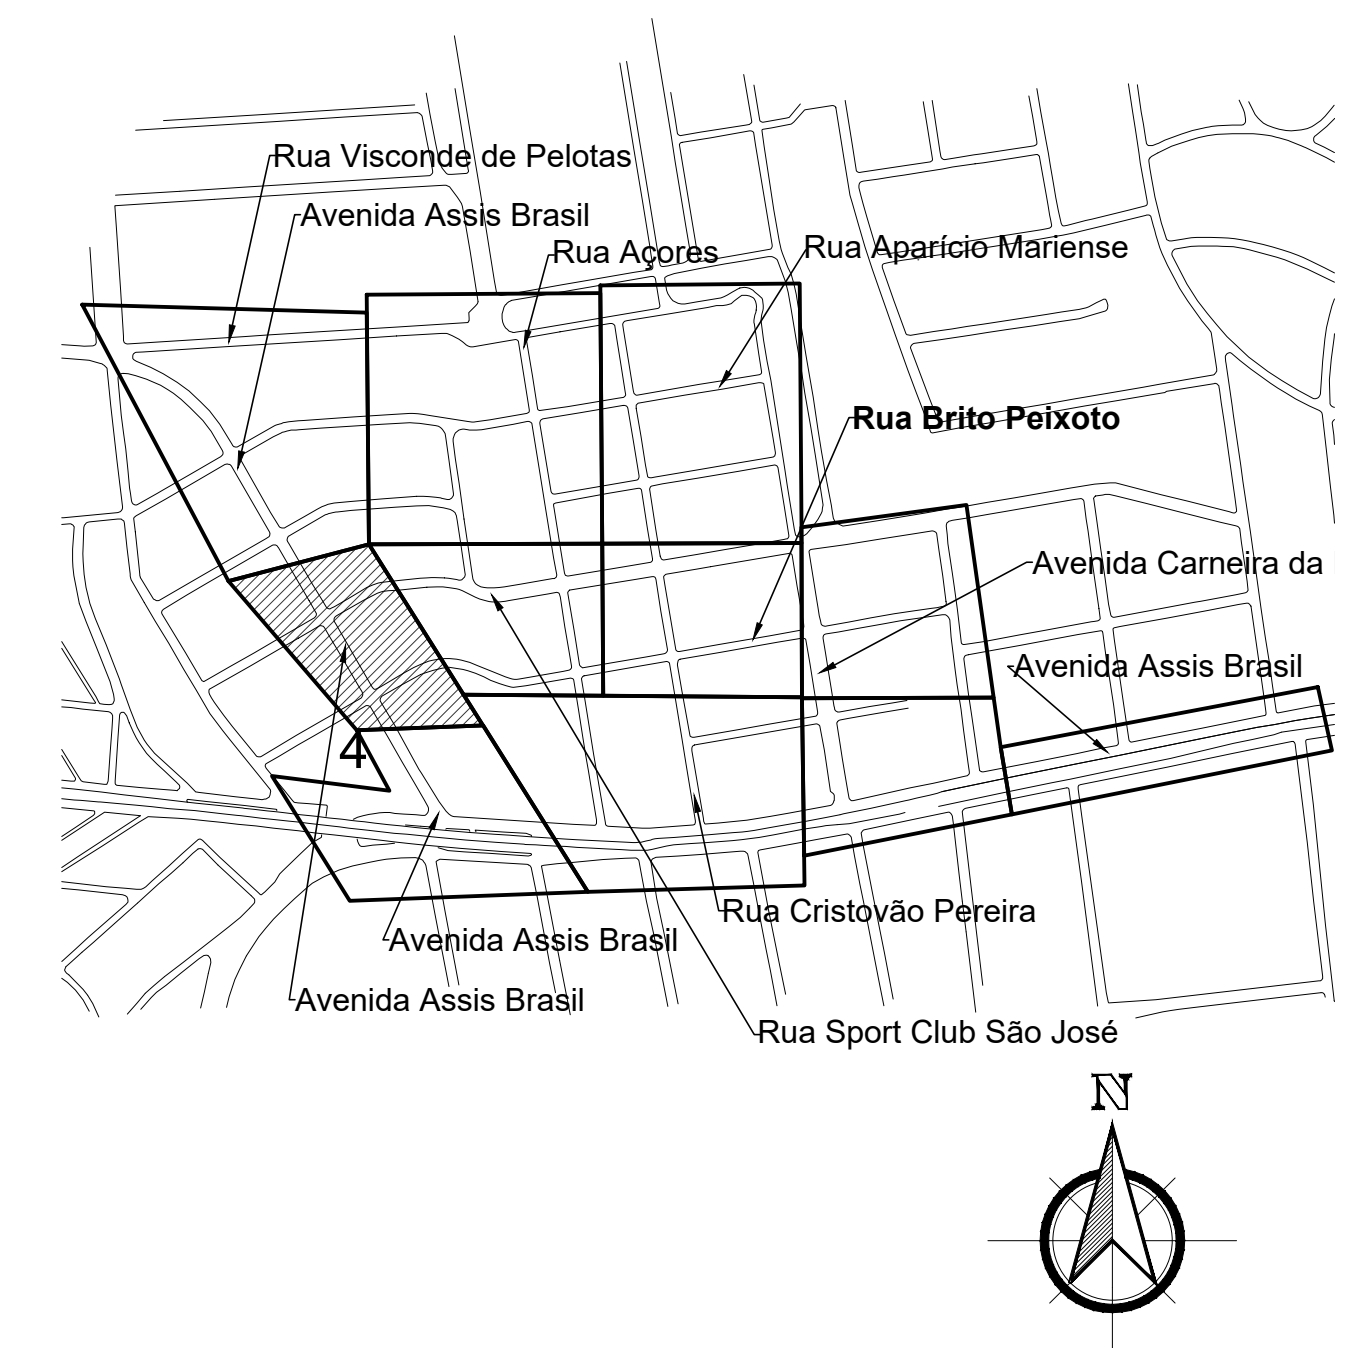 Rua Visconde de Pelotas
Avenida Assis Brasil
Rua Açores
Rua Aparício Mariense
Rua Brito Peixoto
Avenida Carneira da
Avenida Assis Brasil
4
Rua Cristovão Pereira
Avenida Assis Brasil
Avenida Assis Brasil
Rua Sport Club São José
N